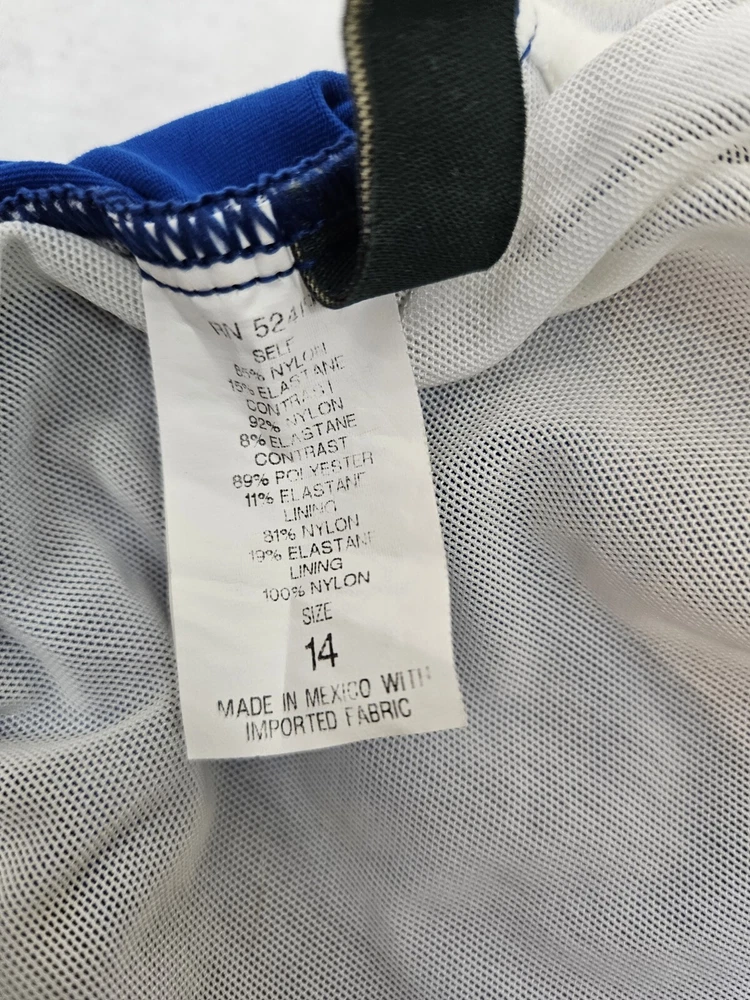 RN 524
SELF
85% NYLON
15% ELASTANE
CONTRAST
92% NYLON
8% ELASTANE
CONTRAST
89% POLYESTER
11% ELASTANE
LINING
81% NYLON
19% ELASTANE
LINING
100% NYLON
SIZE
14
MADE IN MEXICO WITH
IMPORTED FABRIC